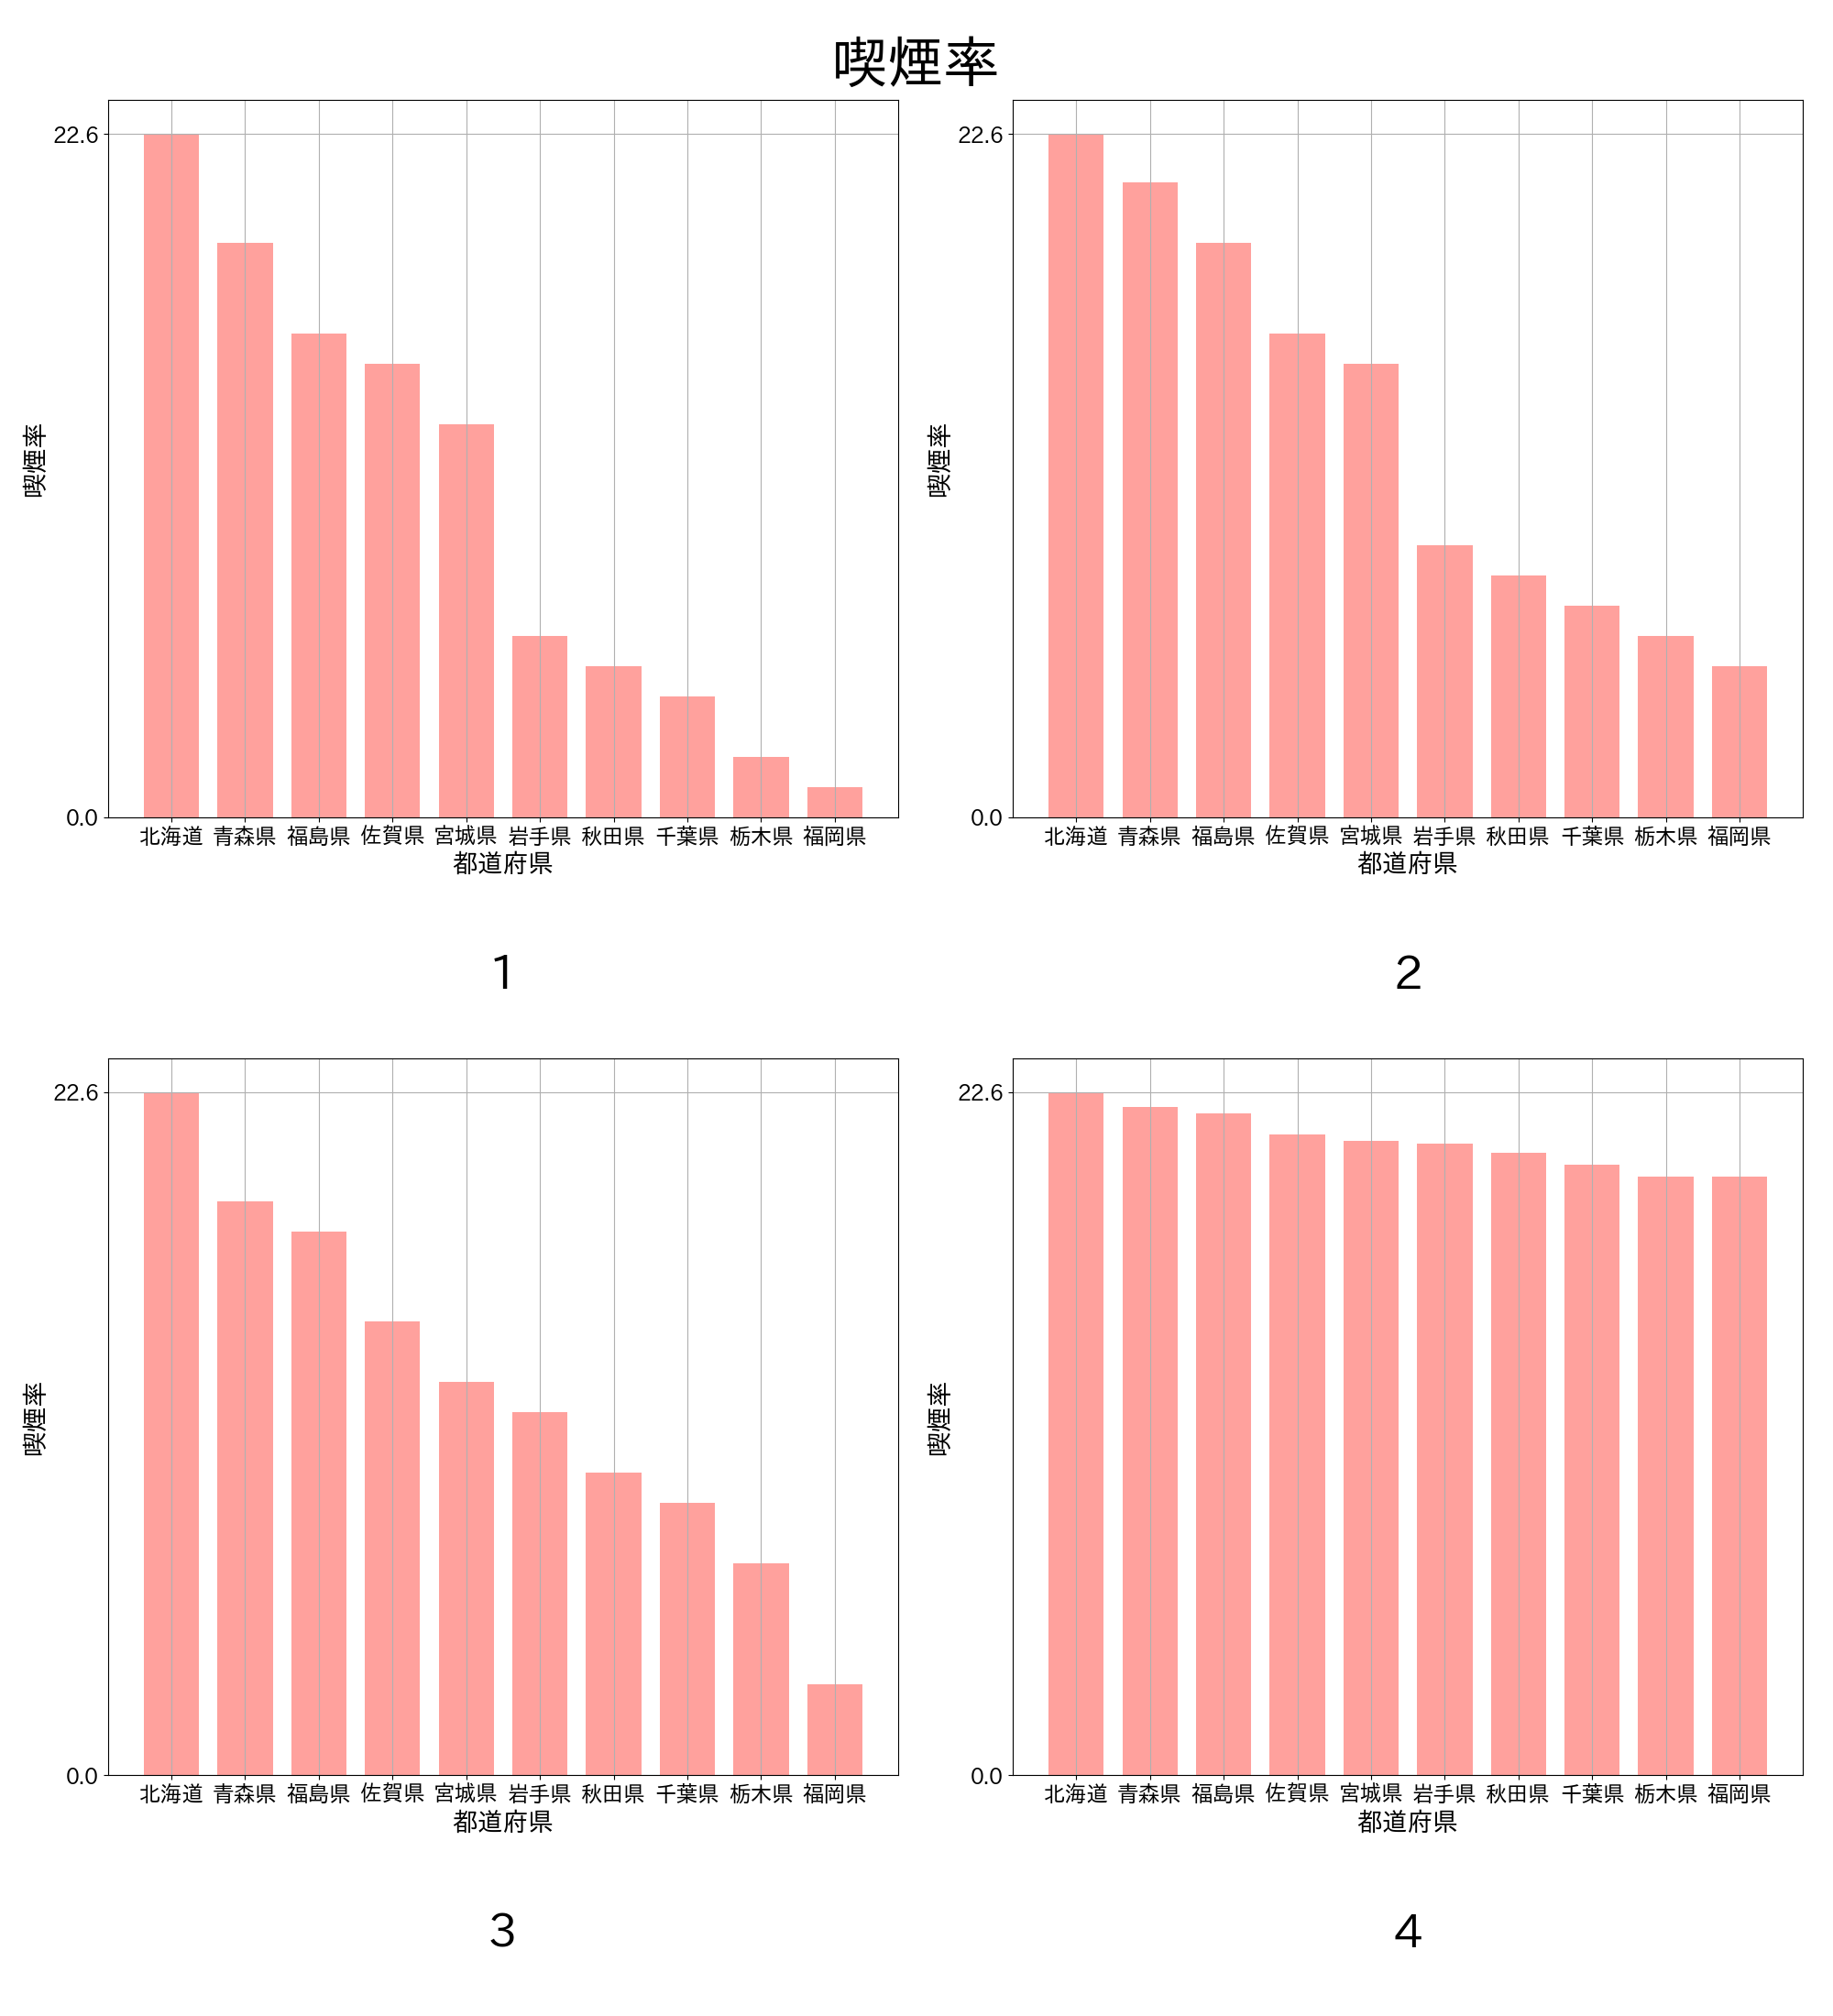 喫煙率
22.6
喫煙率
0.0
北海道 青森県 福島県 佐賀県 宮城県 岩手県 秋田県 千葉県 栃木県 福岡県
都道府県
1
22.6
喫煙率
0.0
北海道 青森県 福島県 佐賀県 宮城県 岩手県 秋田県 千葉県 栃木県 福岡県
都道府県
2
22.6
喫煙率
0.0
北海道 青森県 福島県 佐賀県 宮城県 岩手県 秋田県 千葉県 栃木県 福岡県
都道府県
3
22.6
喫煙率
0.0
北海道 青森県 福島県 佐賀県 宮城県 岩手県 秋田県 千葉県 栃木県 福岡県
都道府県
4